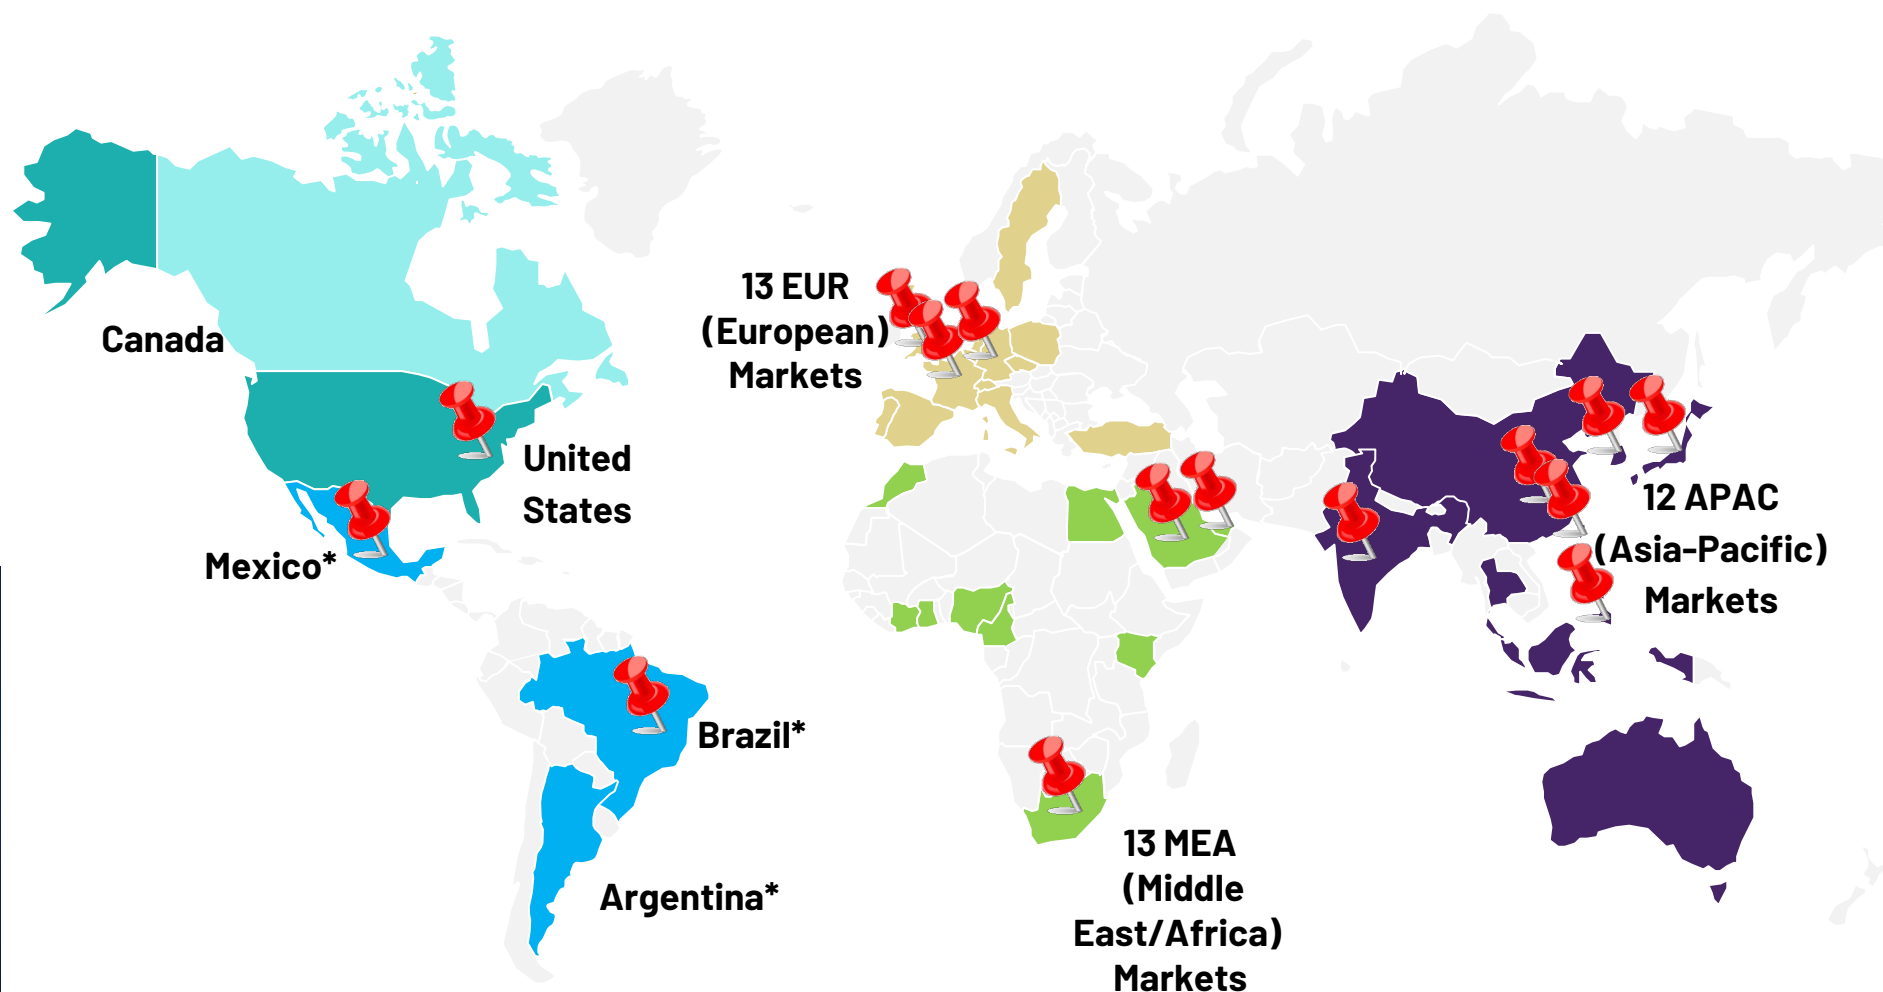 Canada
United
States
Mexico*
Brazil*
Argentina*
13 EUR
(European)
Markets
13 MEA
(Middle
East/Africa)
Markets
12 APAC
(Asia-Pacific)
Markets